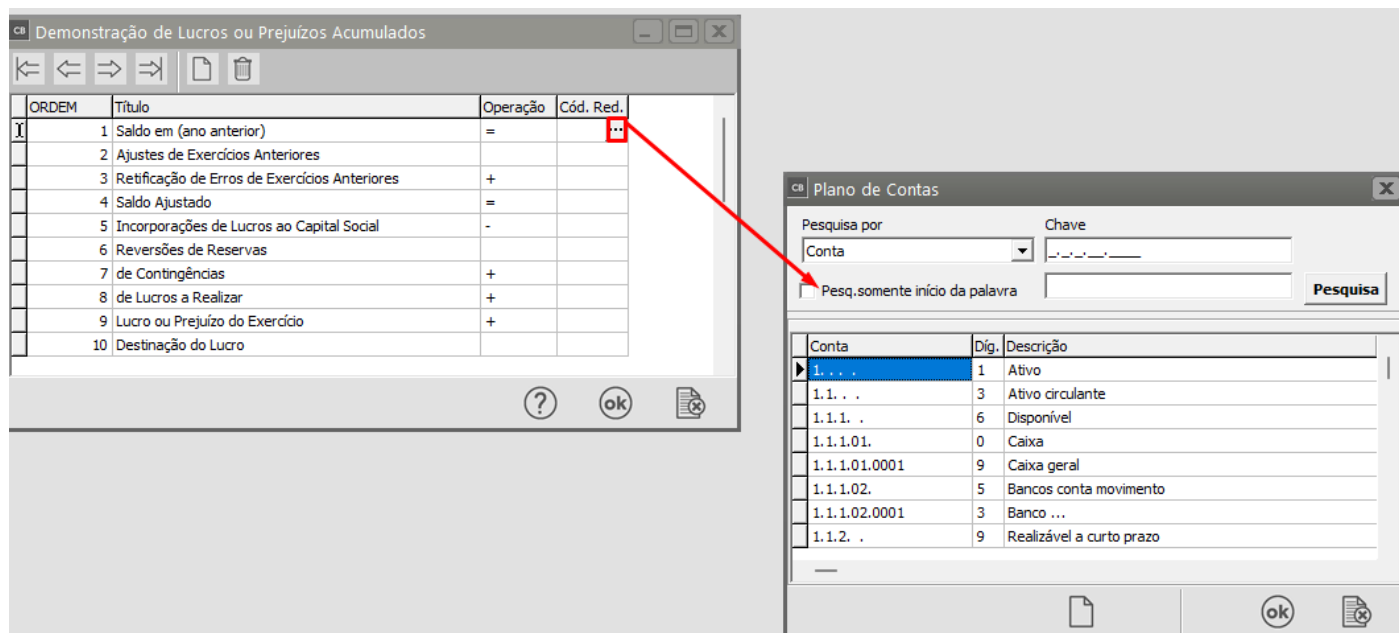 CB Demonstração de Lucros ou Prejuízos Acumulados
ORDEM Título Operação Cód. Red.
1 Saldo em (ano anterior) = ...
2 Ajustes de Exercícios Anteriores
3 Retificação de Erros de Exercícios Anteriores +
4 Saldo Ajustado =
5 Incorporações de Lucros ao Capital Social -
6 Reversões de Reservas
7 de Contingências +
8 de Lucros a Realizar +
9 Lucro ou Prejuízo do Exercício +
10 Destinação do Lucro
? ok
CB Plano de Contas X
Pesquisa por Chave
Conta _._._.__.____
Pesq.somente início da palavra Pesquisa
Conta Díg. Descrição
1. . . . 1 Ativo
1.1. . . 3 Ativo circulante
1.1.1. . 6 Disponível
1.1.1.01. 0 Caixa
1.1.1.01.0001 9 Caixa geral
1.1.1.02. 5 Bancos conta movimento
1.1.1.02.0001 3 Banco ...
1.1.2. . 9 Realizável a curto prazo
ok